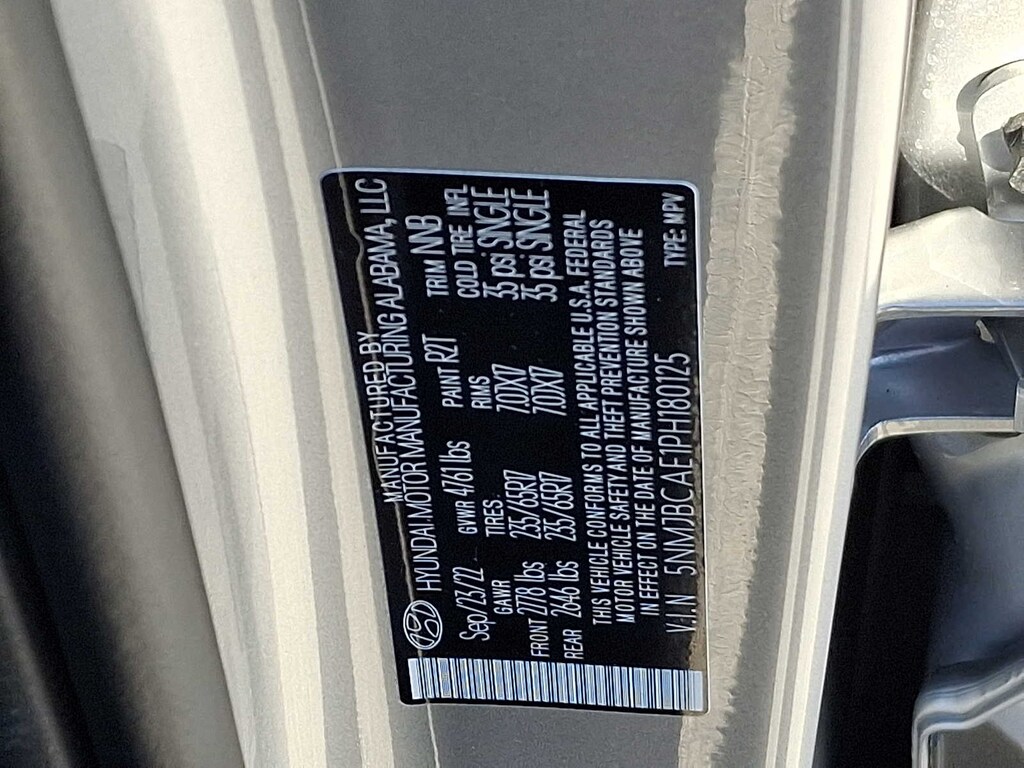 MANUFACTURED BY
HYUNDAI MOTOR MANUFACTURING ALABAMA, LLC
Sep/23/22 GVWR 4761 lbs PAINT R2T TRIM NNB
GAWR TIRES: RIMS COLD TIRE INFL
FRONT 2778 lbs 235/65R17 7.0JX17 35 psi: SINGLE
REAR 2646 lbs 235/65R17 7.0JX17 35 psi: SINGLE
THIS VEHICLE CONFORMS TO ALL APPLICABLE U.S.A. FEDERAL
MOTOR VEHICLE SAFETY AND THEFT PREVENTION STANDARDS
IN EFFECT ON THE DATE OF MANUFACTURE SHOWN ABOVE
V.I.N 5NMJBCAE1PH180125 TYPE: MPV